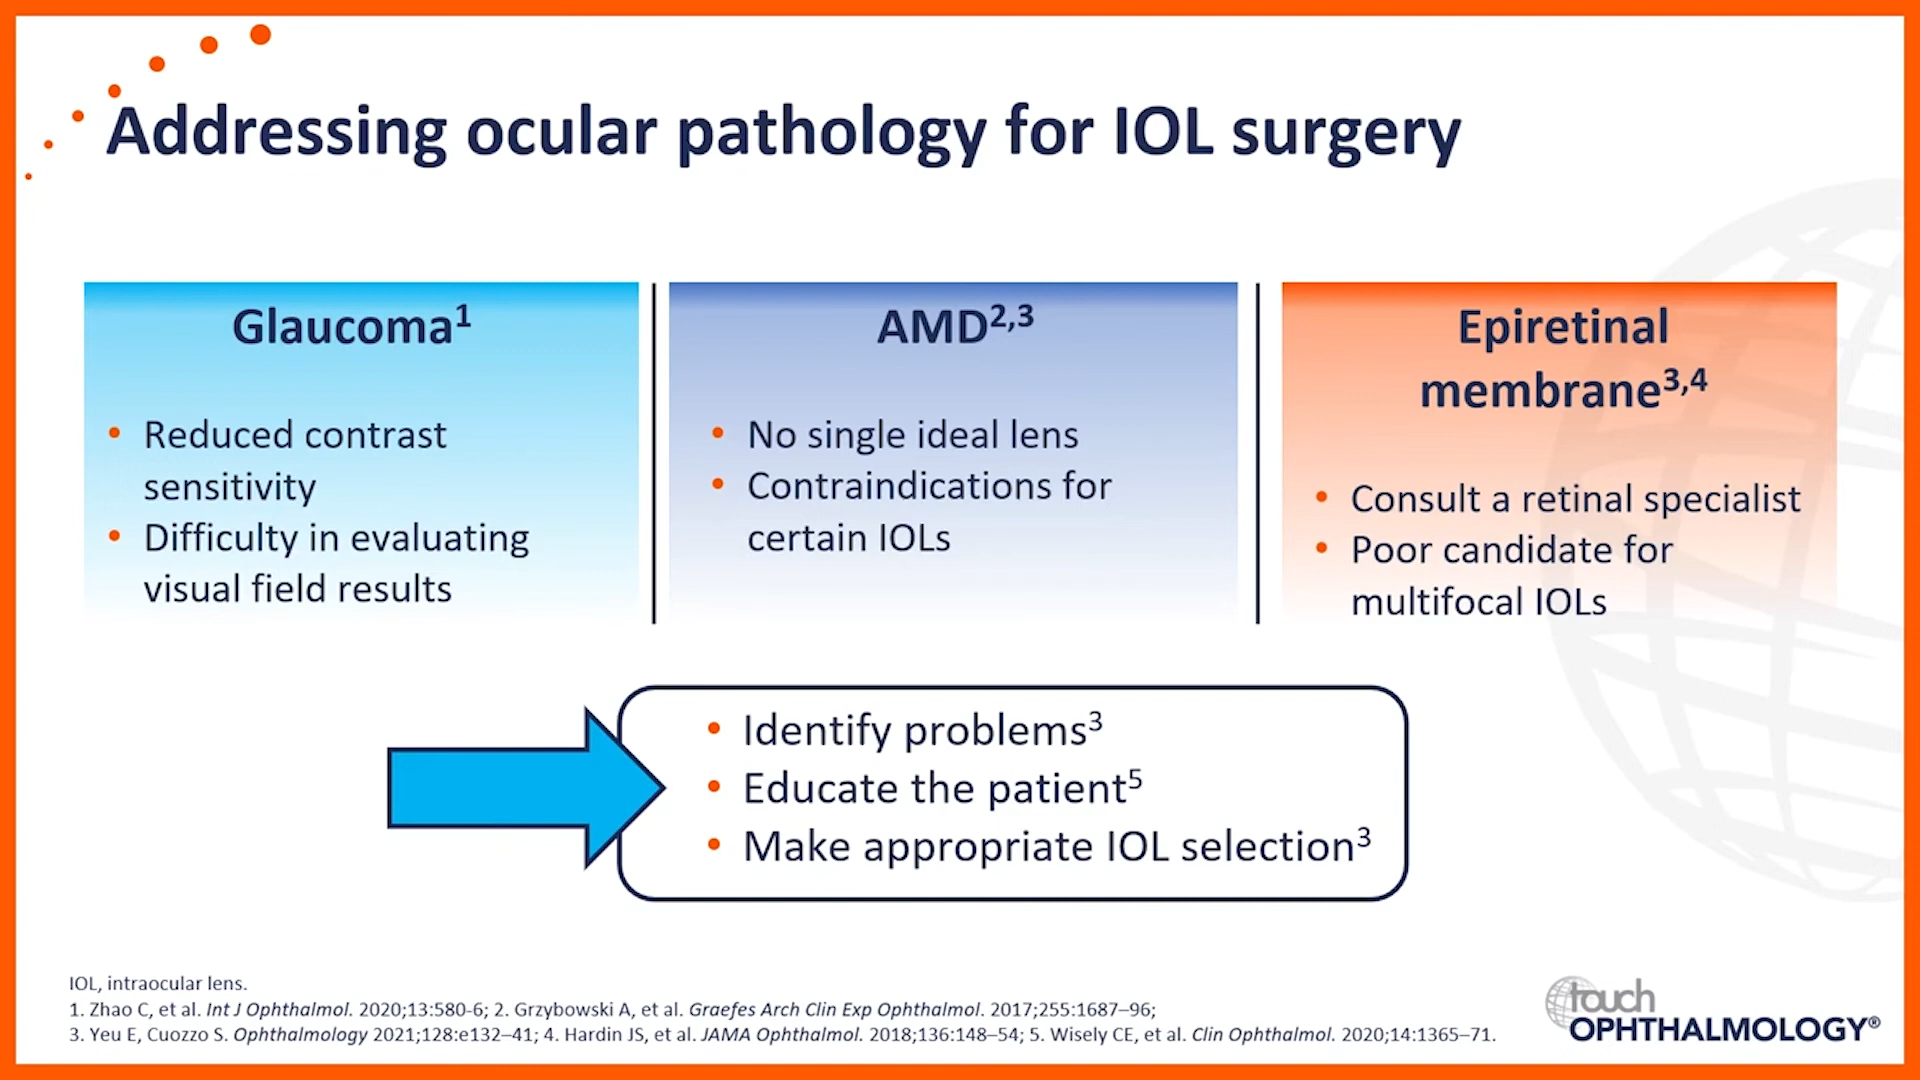 Addressing ocular pathology for IOL surgery
Glaucoma¹
• Reduced contrast
sensitivity
• Difficulty in evaluating
visual field results
AMD²,³
• No single ideal lens
• Contraindications for
certain IOLs
Epiretinal
membrane³,⁴
• Consult a retinal specialist
• Poor candidate for
multifocal IOLs
• Identify problems³
• Educate the patient⁵
• Make appropriate IOL selection³
IOL, intraocular lens.
1. Zhao C, et al. Int J Ophthalmol. 2020;13:580-6; 2. Grzybowski A, et al. Graefes Arch Clin Exp Ophthalmol. 2017;255:1687–96;
3. Yeu E, Cuozzo S. Ophthalmology 2021;128:e132–41; 4. Hardin JS, et al. JAMA Ophthalmol. 2018;136:148–54; 5. Wisely CE, et al. Clin Ophthalmol. 2020;14:1365–71.
touch
OPHTHALMOLOGY®